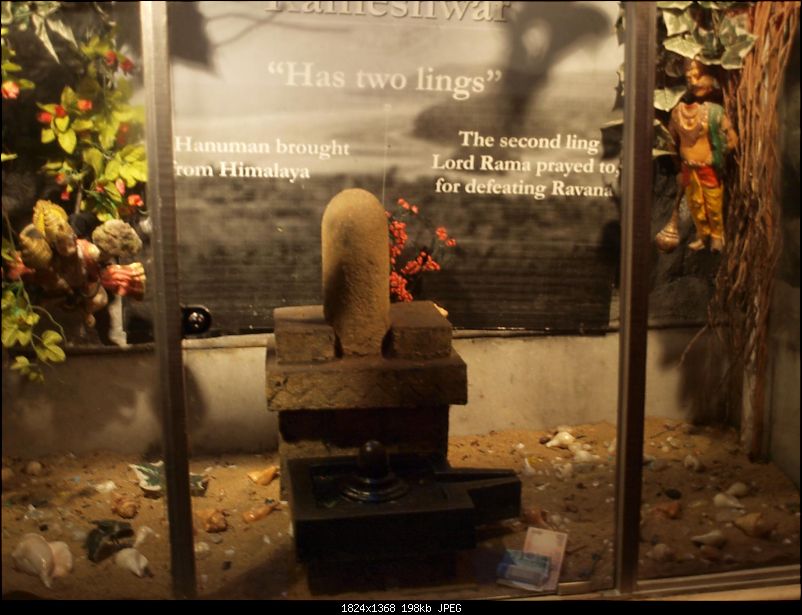 Rameshwar
"Has two lings"
Hanuman brought
from Himalaya
The second ling
Lord Rama prayed to,
for defeating Ravana
1824x1368 198kb JPEG